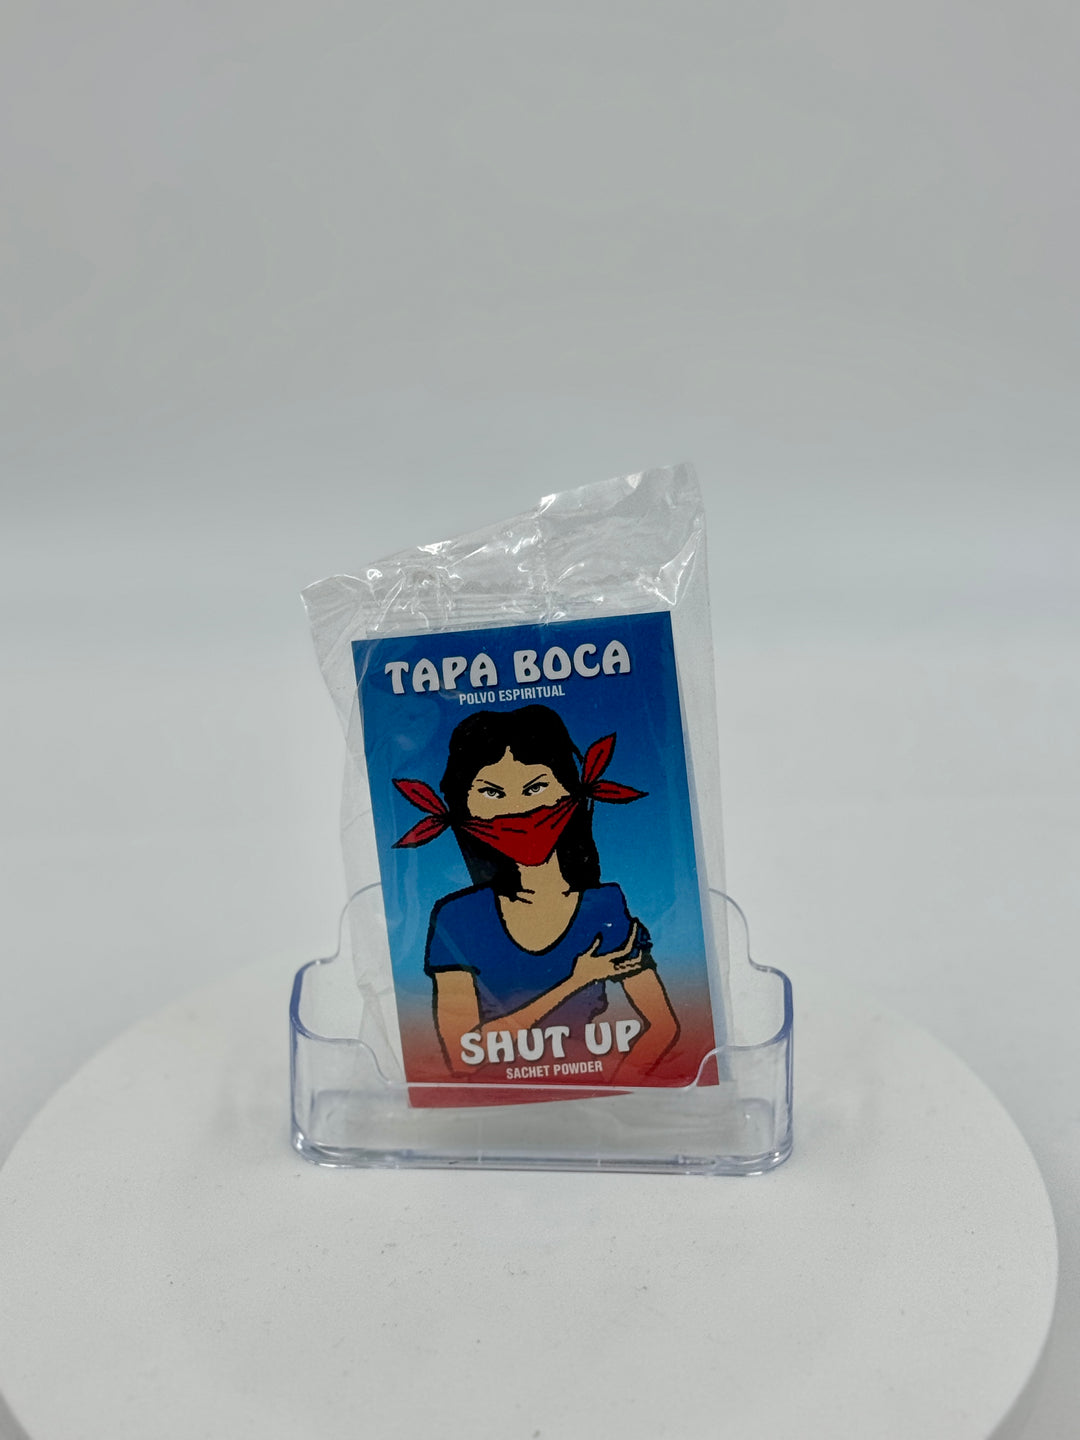 TAPA BOCA
POLVO ESPIRITUAL
SHUT UP
SACHET POWDER